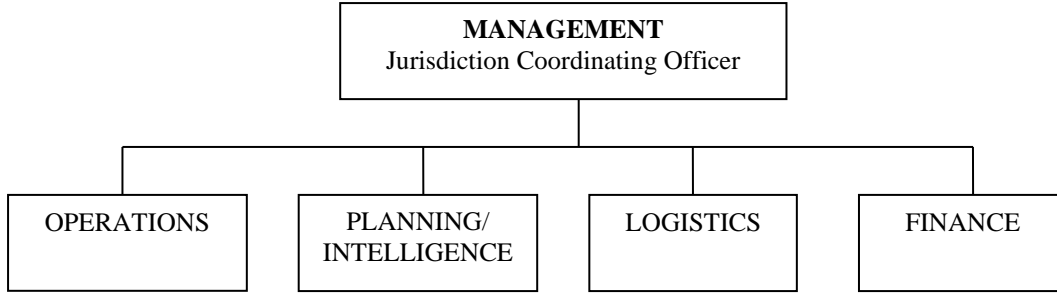 MANAGEMENT
Jurisdiction Coordinating Officer
OPERATIONS
PLANNING/
INTELLIGENCE
LOGISTICS
FINANCE